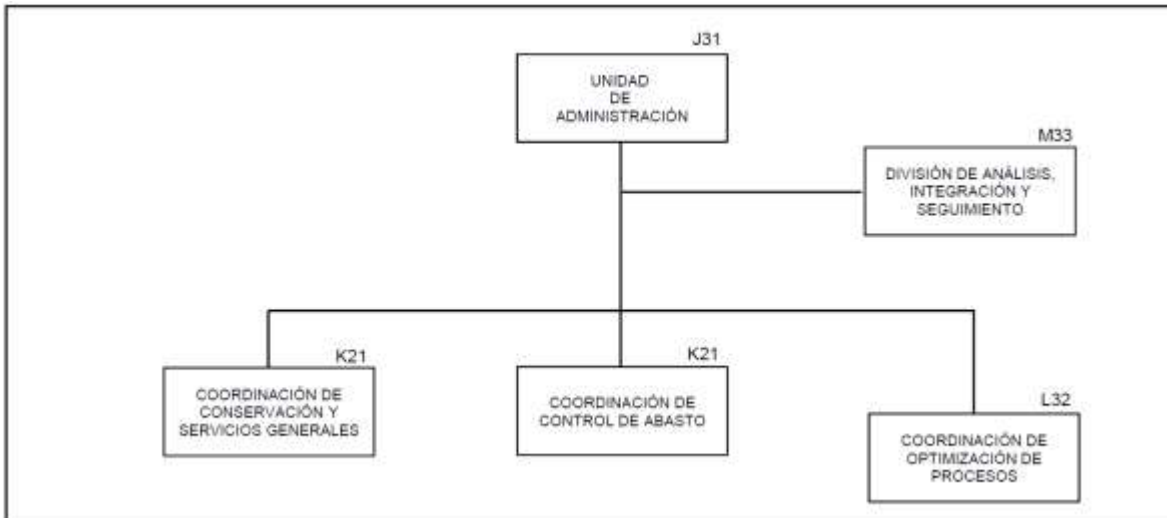 J31
UNIDAD
DE
ADMINISTRACIÓN
M33
DIVISIÓN DE ANÁLISIS,
INTEGRACIÓN Y
SEGUIMIENTO
K21
COORDINACIÓN DE
CONSERVACIÓN Y
SERVICIOS GENERALES
K21
COORDINACIÓN DE
CONTROL DE ABASTO
L32
COORDINACIÓN DE
OPTIMIZACIÓN DE
PROCESOS